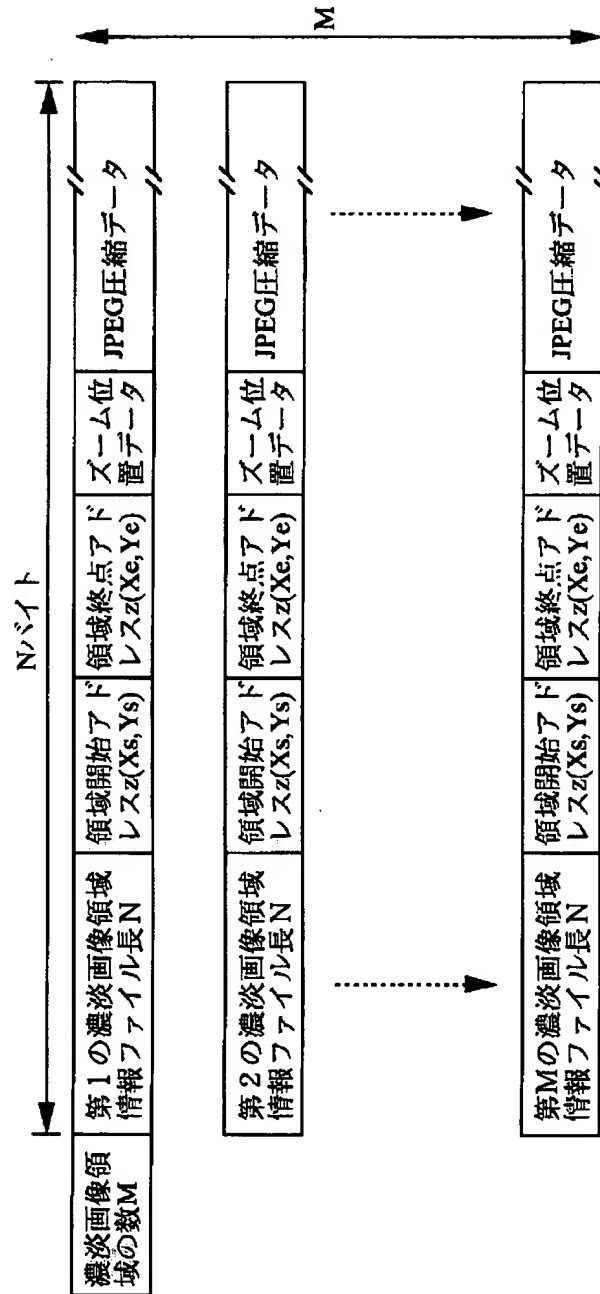 Nバイト
M
濃淡画像領
域の数M
第1の濃淡画像領域
情報ファイル長N
領域開始アド
レスz(Xs,Ys)
領域終点アド
レスz(Xe,Ye)
ズーム位
置データ
JPEG圧縮データ
第2の濃淡画像領域
情報ファイル長N
領域開始アド
レスz(Xs,Ys)
領域終点アド
レスz(Xe,Ye)
ズーム位
置データ
JPEG圧縮データ
第Mの濃淡画像領域
情報ファイル長N
領域開始アド
レスz(Xs,Ys)
領域終点アド
レスz(Xe,Ye)
ズーム位
置データ
JPEG圧縮データ